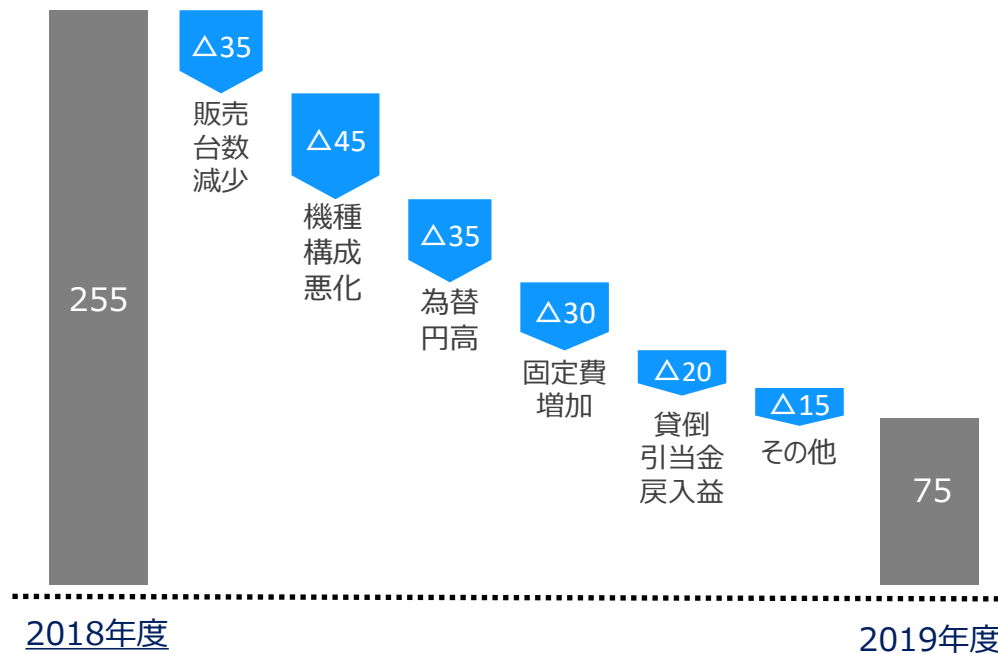 △35
販売
台数
減少
△45
機種
構成
悪化
△35
為替
円高
△30
固定費
増加
△20
貸倒
引当金
戻入益
△15
その他
255
75
2018年度
2019年度